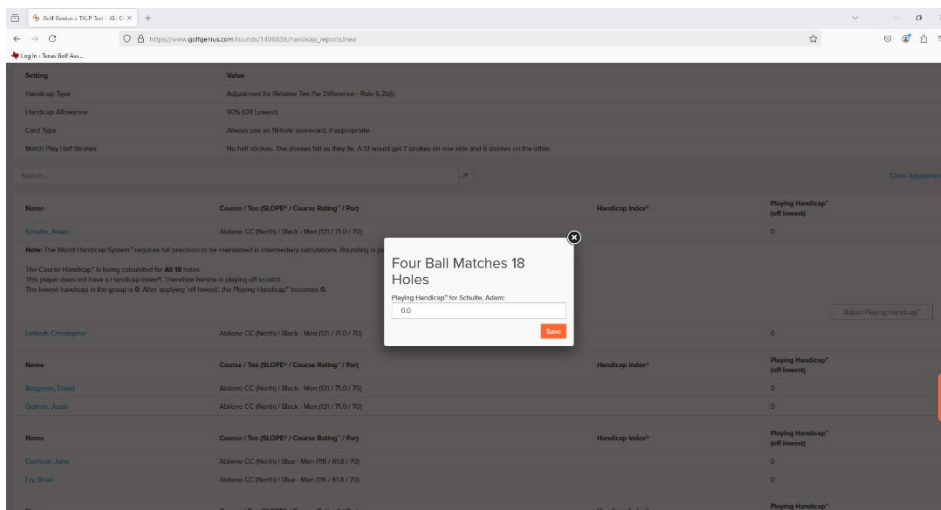 Golf Genius
https://www.golfgenius.com/rounds/
/handicap_reports/new
Log In : Texas Golf Ass...
Setting Value
Handicap Type Adjustment for Relative Tee Par Difference - Rule
Handicap Allowance 90% (Off Lowest)
Card Type Always use an 18-hole scorecard, if appropriate.
Match Play Half Strokes No half strokes. The strokes fall as they lie. A 13 would get 7 strokes on one side and 6 strokes on the other.
Search...
Name Course / Tee (SLOPE® / Course Rating™ / Par) Handicap Index® Playing Handicap™ (off lowest)
Schulte, Adam Abilene CC (North) / Black - Men (131 / 71.0 / 70) 0
Note: The World Handicap System™ requires full precision to be maintained in intermediary calculations. Rounding is
The Course Handicap™ is being calculated for All 18 holes.
This player does not have a Handicap Index®. Therefore he/she is playing off scratch.
The lowest handicap in the group is 0. After applying 'off lowest', the Playing Handicap™ becomes 0.
Four Ball Matches 18
Holes
Playing Handicap™ for Schulte, Adam:
0.0
Save
Adjust Playing Handicap™
Christopher Abilene CC (North) / Black - Men (131 / 71.0 / 70) 0
Name Course / Tee (SLOPE® / Course Rating™ / Par) Handicap Index® Playing Handicap™ (off lowest)
David Abilene CC (North) / Black - Men (131 / 71.0 / 70) 0
Guthrie, Justin Abilene CC (North) / Black - Men (131 / 71.0 / 70) 0
Name Course / Tee (SLOPE® / Course Rating™ / Par) Handicap Index® Playing Handicap™ (off lowest)
Cochran, John Abilene CC (North) / Blue - Men (116 / 61.8 / 70) 0
Fry, Brian Abilene CC (North) / Blue - Men (116 / 61.8 / 70) 0
Playing Handicap™